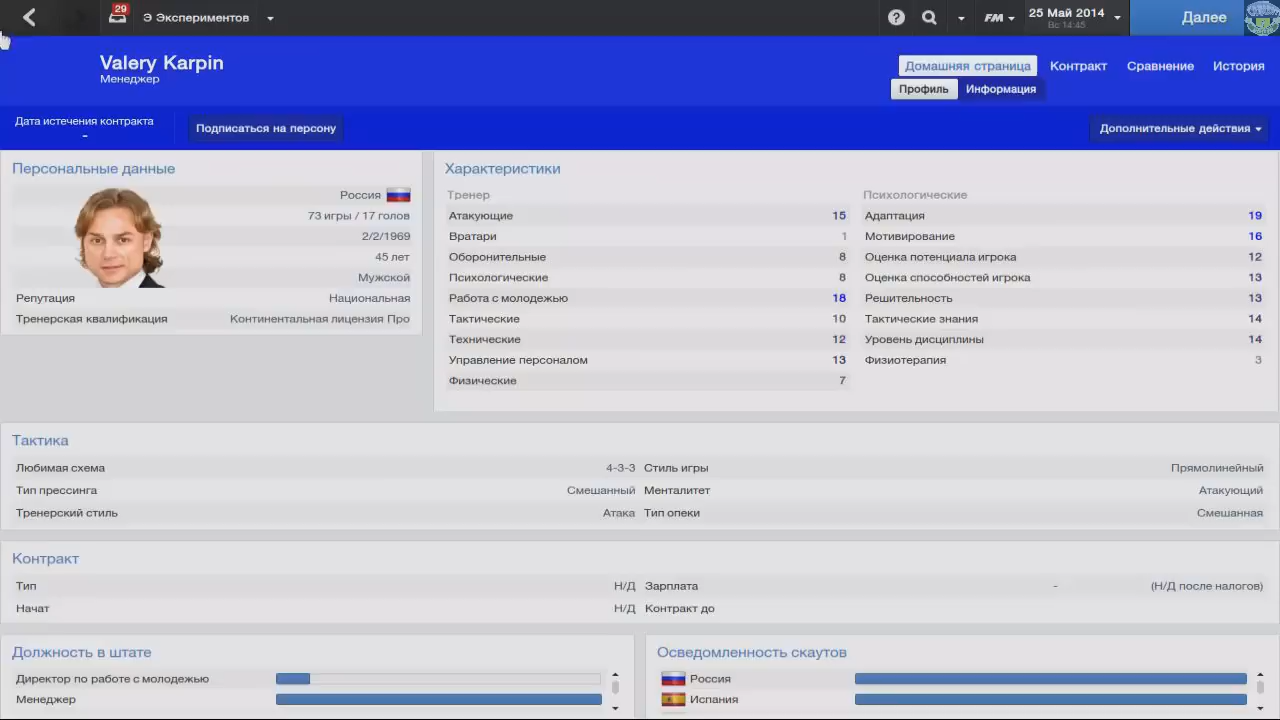 29
Э Экспериментов
FM
25 Май 2014
Вс 14:45
Далее
Valery Karpin
Менеджер
Домашняя страница
Контракт
Сравнение
История
Профиль
Информация
Дата истечения контракта
-
Подписаться на персону
Дополнительные действия
Персональные данные
Россия
73 игры / 17 голов
2/2/1969
45 лет
Мужской
Репутация Национальная
Тренерская квалификация Континентальная лицензия Про
Характеристики
Тренер
Атакующие 15
Вратари 1
Оборонительные 8
Психологические 8
Работа с молодежью 18
Тактические 10
Технические 12
Управление персоналом 13
Физические 7
Психологические
Адаптация 19
Мотивирование 16
Оценка потенциала игрока 12
Оценка способностей игрока 13
Решительность 13
Тактические знания 14
Уровень дисциплины 14
Физиотерапия 3
Тактика
Любимая схема 4-3-3 Стиль игры Прямолинейный
Тип прессинга Смешанный Менталитет Атакующий
Тренерский стиль Атака Тип опеки Смешанная
Контракт
Тип Н/Д Зарплата - (Н/Д после налогов)
Начат Н/Д Контракт до
Должность в штате
Директор по работе с молодежью
Менеджер
Осведомленность скаутов
Россия
Испания